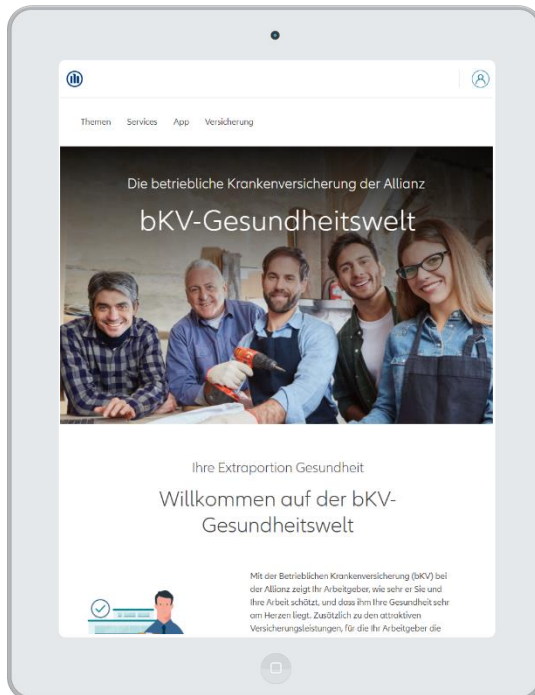 Themen Services App Versicherung
Die betriebliche Krankenversicherung der Allianz
bKV-Gesundheitswelt
Ihre Extraportion Gesundheit
Willkommen auf der bKV-
Gesundheitswelt
Mit der Betrieblichen Krankenversicherung (bKV) bei
der Allianz zeigt Ihr Arbeitgeber, wie sehr er Sie und
Ihre Arbeit schätzt, und dass ihm Ihre Gesundheit sehr
am Herzen liegt. Zusätzlich zu den attraktiven
Versicherungsleistungen, für die Ihr Arbeitgeber die